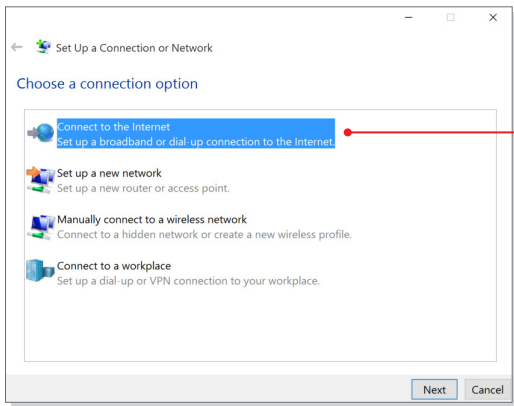 Set Up a Connection or Network
Choose a connection option
Connect to the Internet
Set up a broadband or dial-up connection to the Internet.
Set up a new network
Set up a new router or access point.
Manually connect to a wireless network
Connect to a hidden network or create a new wireless profile.
Connect to a workplace
Set up a dial-up or VPN connection to your workplace.
Next Cancel